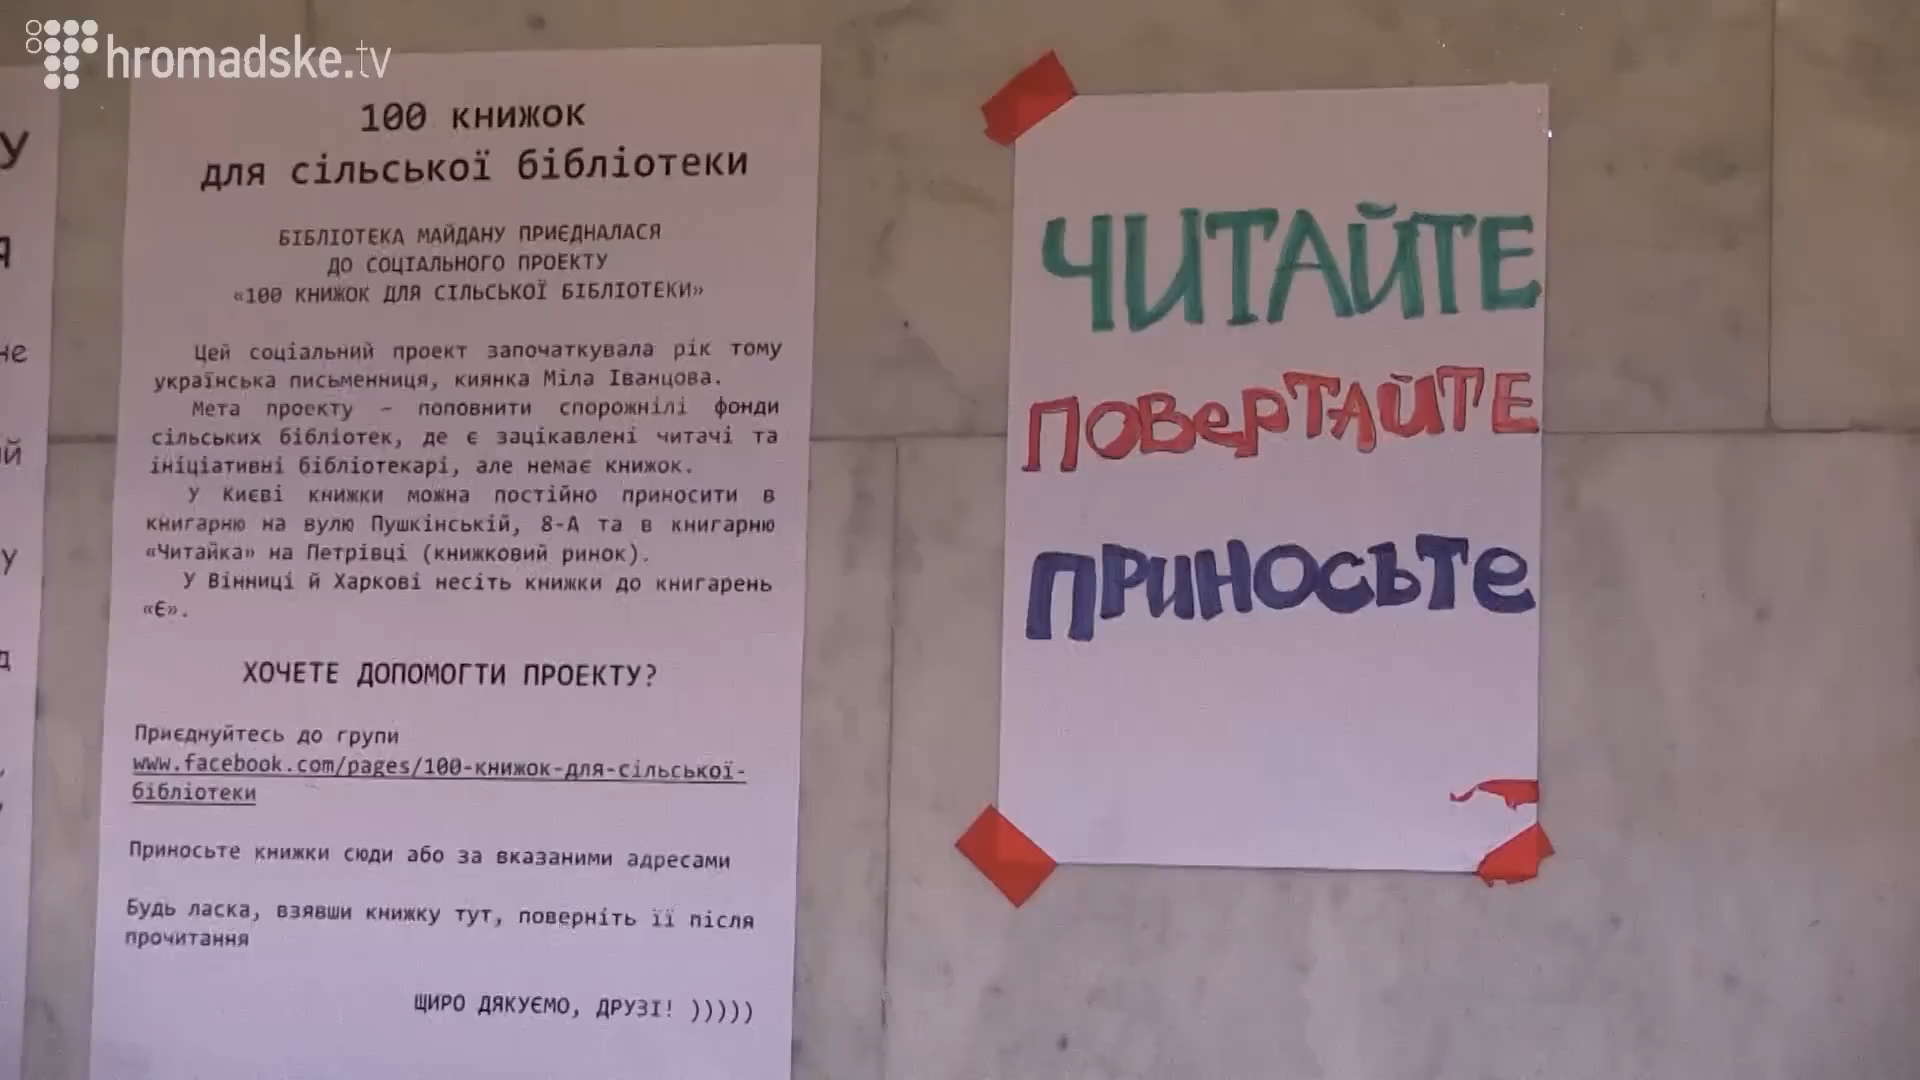 hromadske.tv
100 книжок
для сільської бібліотеки
БІБЛІОТЕКА МАЙДАНУ ПРИЄДНАЛАСЯ
ДО СОЦІАЛЬНОГО ПРОЕКТУ
«100 КНИЖОК ДЛЯ СІЛЬСЬКОЇ БІБЛІОТЕКИ»
Цей соціальний проект започаткувала рік тому
українська письменниця, киянка Міла Іванцова.
Мета проекту – поповнити спорожнілі фонди
сільських бібліотек, де є зацікавлені читачі та
ініціативні бібліотекарі, але немає книжок.
У Києві книжки можна постійно приносити в
книгарню на вулю Пушкінській, 8-А та в книгарню
«Читайка» на Петрівці (книжковий ринок).
У Вінниці й Харкові несіть книжки до книгарень
«Є».
ХОЧЕТЕ ДОПОМОГТИ ПРОЕКТУ?
Приєднуйтесь до групи
www.facebook.com/pages/100-книжок-для-сільської-
бібліотеки
Приносьте книжки сюди або за вказаними адресами
Будь ласка, взявши книжку тут, поверніть її після
прочитання
ЩИРО ДЯКУЄМО, ДРУЗІ! )))))
ЧИТАЙТЕ
ПОВЕРТАЙТЕ
ПРИНОСЬТЕ